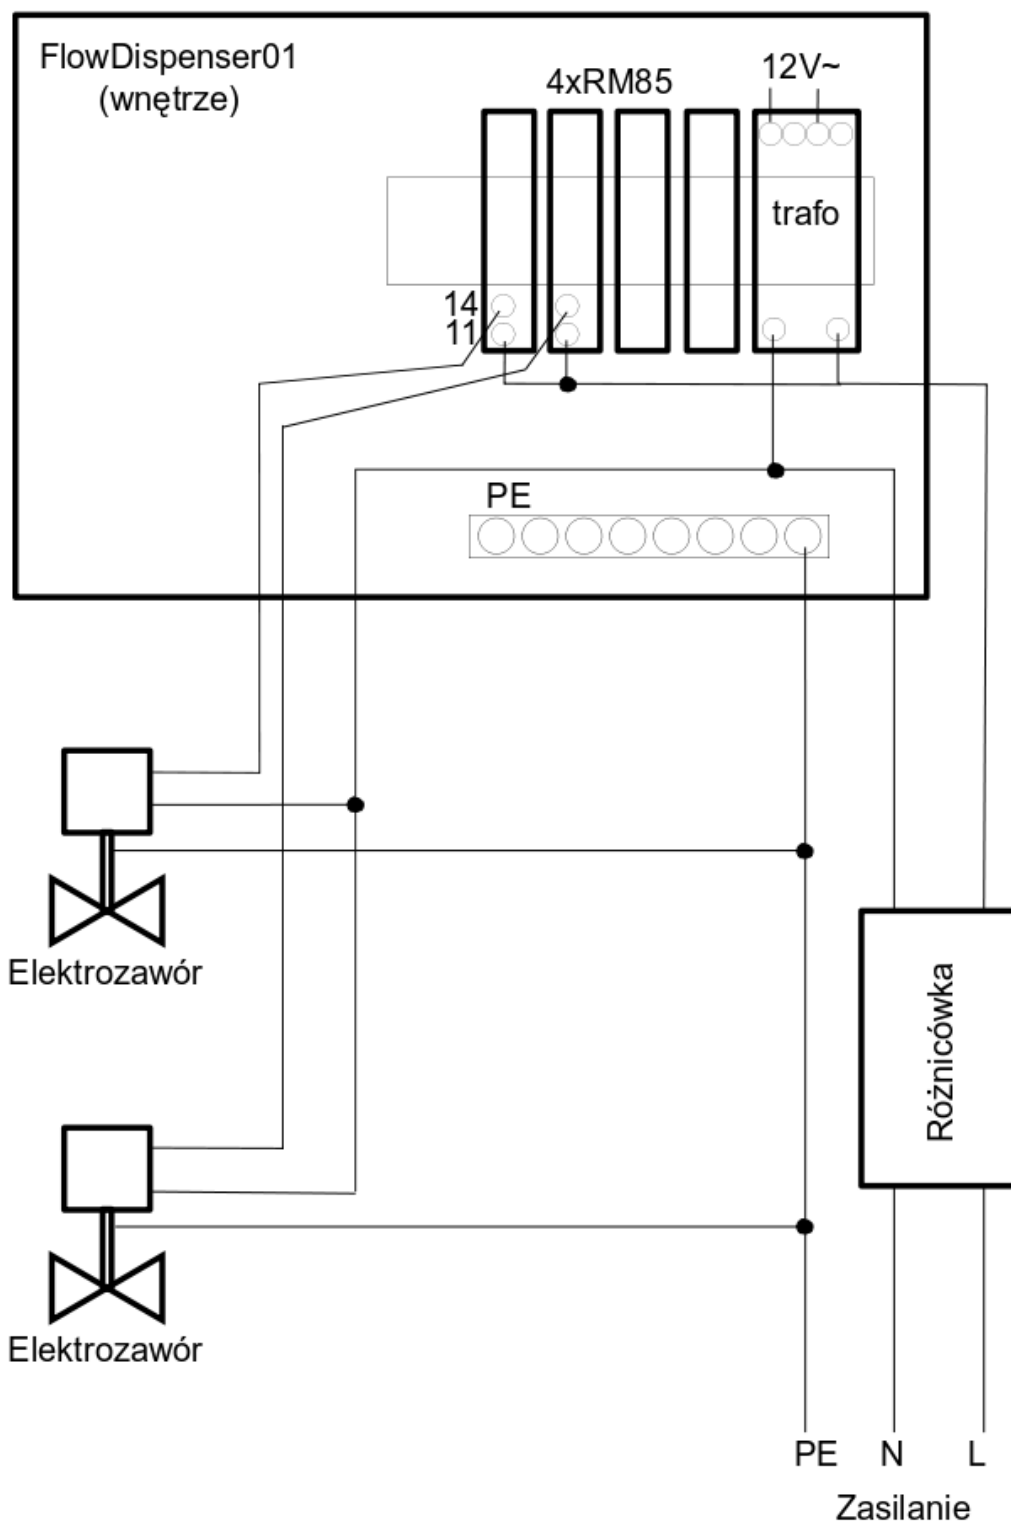 FlowDispenser01
(wnętrze)
4xRM85
12V~
trafo
14
11
PE
Elektrozawór
Różnicówka
Elektrozawór
PE N L
Zasilanie